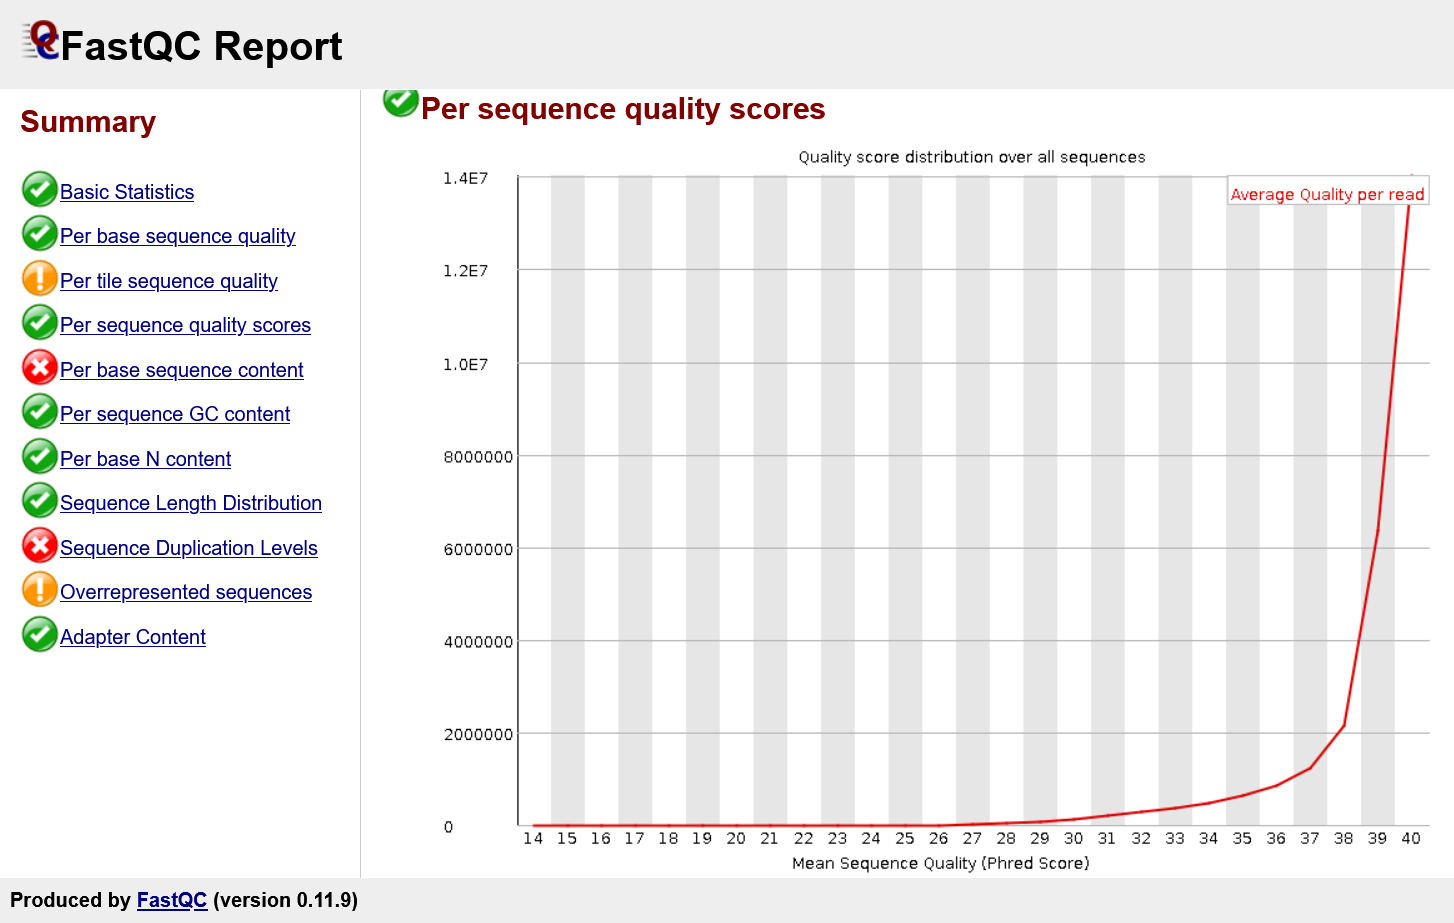 FastQC Report
Summary
Basic Statistics
Per base sequence quality
Per tile sequence quality
Per sequence quality scores
Per base sequence content
Per sequence GC content
Per base N content
Sequence Length Distribution
Sequence Duplication Levels
Overrepresented sequences
Adapter Content
Per sequence quality scores
Quality score distribution over all sequences
Average Quality per read
1.4E7
1.2E7
1.0E7
8000000
6000000
4000000
2000000
0
14 15 16 17 18 19 20 21 22 23 24 25 26 27 28 29 30 31 32 33 34 35 36 37 38 39 40
Mean Sequence Quality (Phred Score)
Produced by FastQC (version 0.11.9)